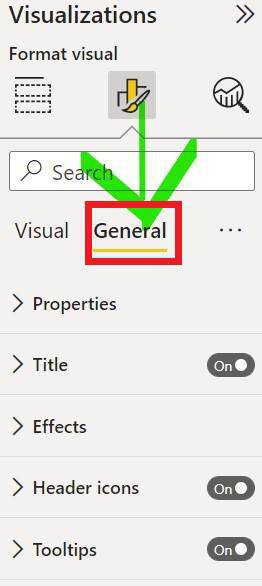 Visualizations
Format visual
Search
Visual General ...
Properties
Title On
Effects
Header icons On
Tooltips On